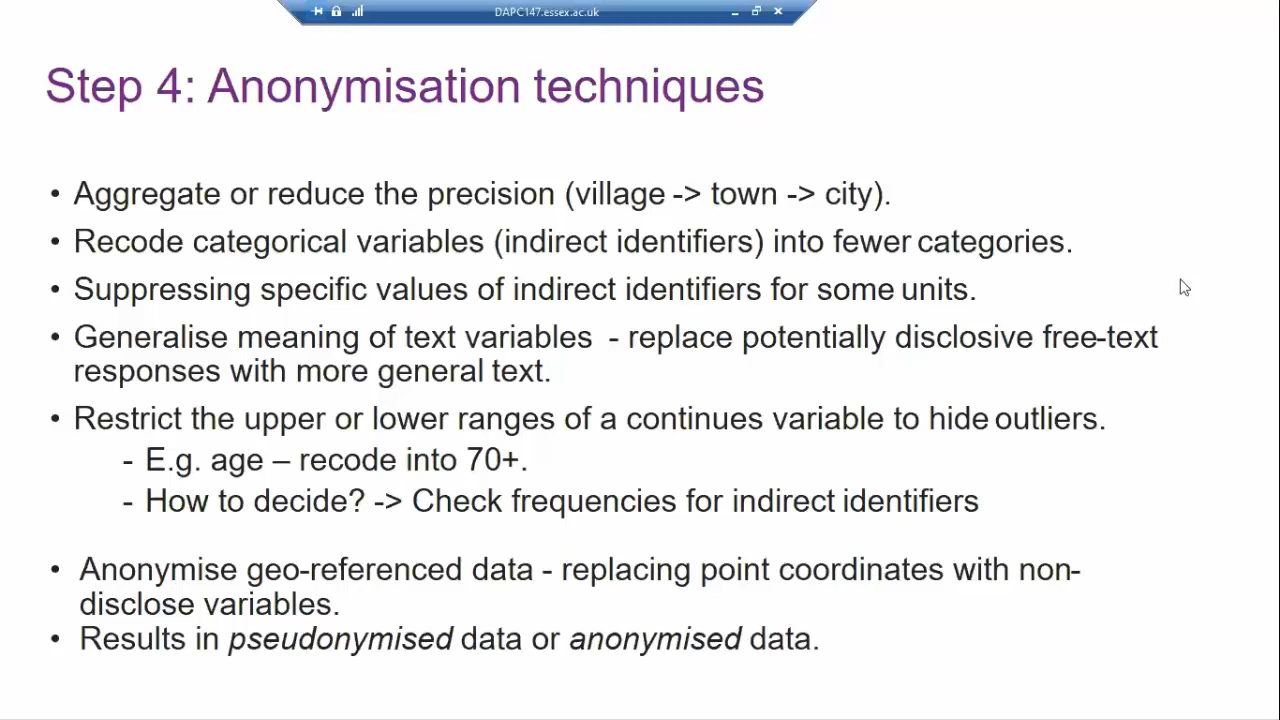 DAPC147.essex.ac.uk
Step 4: Anonymisation techniques
• Aggregate or reduce the precision (village -> town -> city).
• Recode categorical variables (indirect identifiers) into fewer categories.
• Suppressing specific values of indirect identifiers for some units.
• Generalise meaning of text variables - replace potentially disclosive free-text
responses with more general text.
• Restrict the upper or lower ranges of a continues variable to hide outliers.
- E.g. age – recode into 70+.
- How to decide? -> Check frequencies for indirect identifiers
• Anonymise geo-referenced data - replacing point coordinates with non-
disclose variables.
• Results in pseudonymised data or anonymised data.